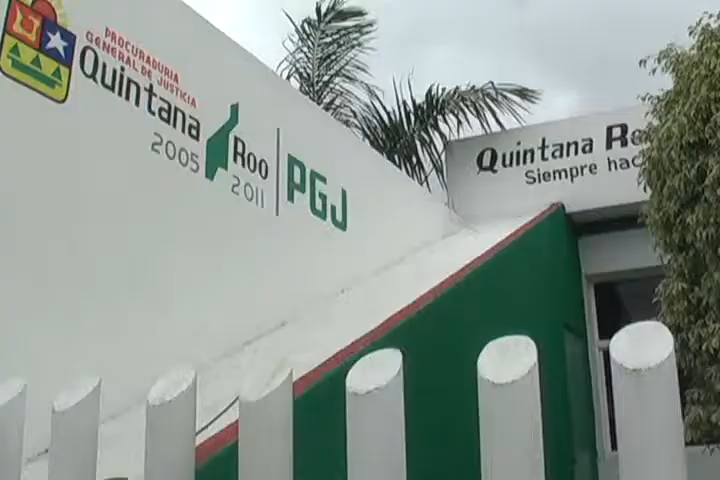 PROCURADURIA
GENERAL DE JUSTICIA
Quintana Roo
2005 2011
PGJ
Quintana
Siempre